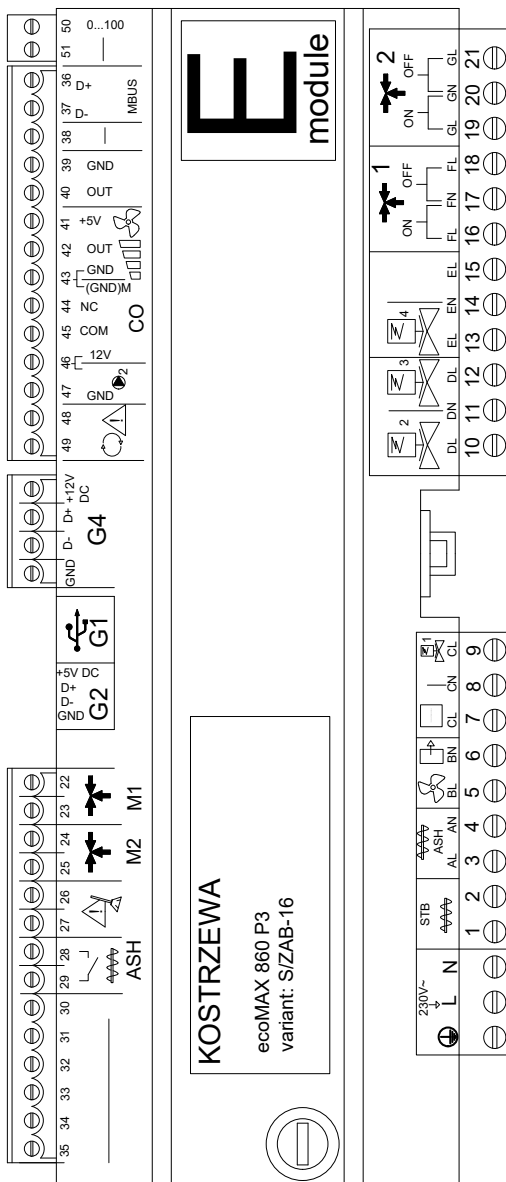 50 0...100
51
36 D+
37 D-
MBUS
38
39 GND
40 OUT
41 +5V
42 OUT
43 GND
(GND)M
44 NC
45 COM
CO
46 12V
2
47 GND
48
49
+12V
DC
D+
D-
GND
G4
G1
+5V DC
D+
D-
GND
G2
22
23
M1
24
25
M2
26
27
28
29
ASH
30
31
32
33
34
35
E
module
KOSTRZEWA
ecoMAX 860 P3
variant: S/ZAB-16
2
OFF
ON
GL 21
GN 20
GL 19
1
OFF
ON
FL 18
FN 17
FL 16
EL 15
EN 14
4
EL 13
3
DL 12
DN 11
2
DL 10
1
CL 9
CN 8
CL 7
BN 6
BL 5
ASH
AN 4
AL 3
STB
2
1
230V~
N
L